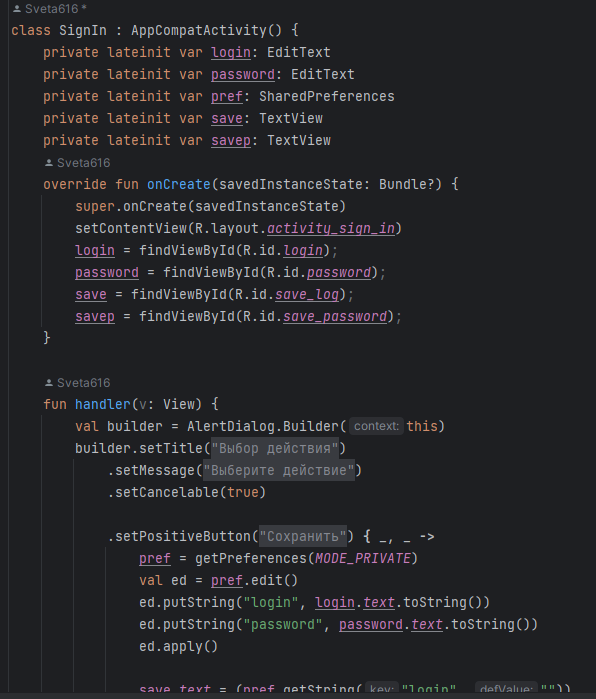 Sveta616 *
class SignIn : AppCompatActivity() {
private lateinit var login: EditText
private lateinit var password: EditText
private lateinit var pref: SharedPreferences
private lateinit var save: TextView
private lateinit var savep: TextView
Sveta616
override fun onCreate(savedInstanceState: Bundle?) {
super.onCreate(savedInstanceState)
setContentView(R.layout.activity_sign_in)
login = findViewById(R.id.login);
password = findViewById(R.id.password);
save = findViewById(R.id.save_log);
savep = findViewById(R.id.save_password);
}
Sveta616
fun handler(v: View) {
val builder = AlertDialog.Builder( context: this)
builder.setTitle("Выбор действия")
.setMessage("Выберите действие")
.setCancelable(true)
.setPositiveButton("Сохранить") { _, _ ->
pref = getPreferences(MODE_PRIVATE)
val ed = pref.edit()
ed.putString("login", login.text.toString())
ed.putString("password", password.text.toString())
ed.apply()
save.text = (pref.getString( key: "login", defValue: ""))